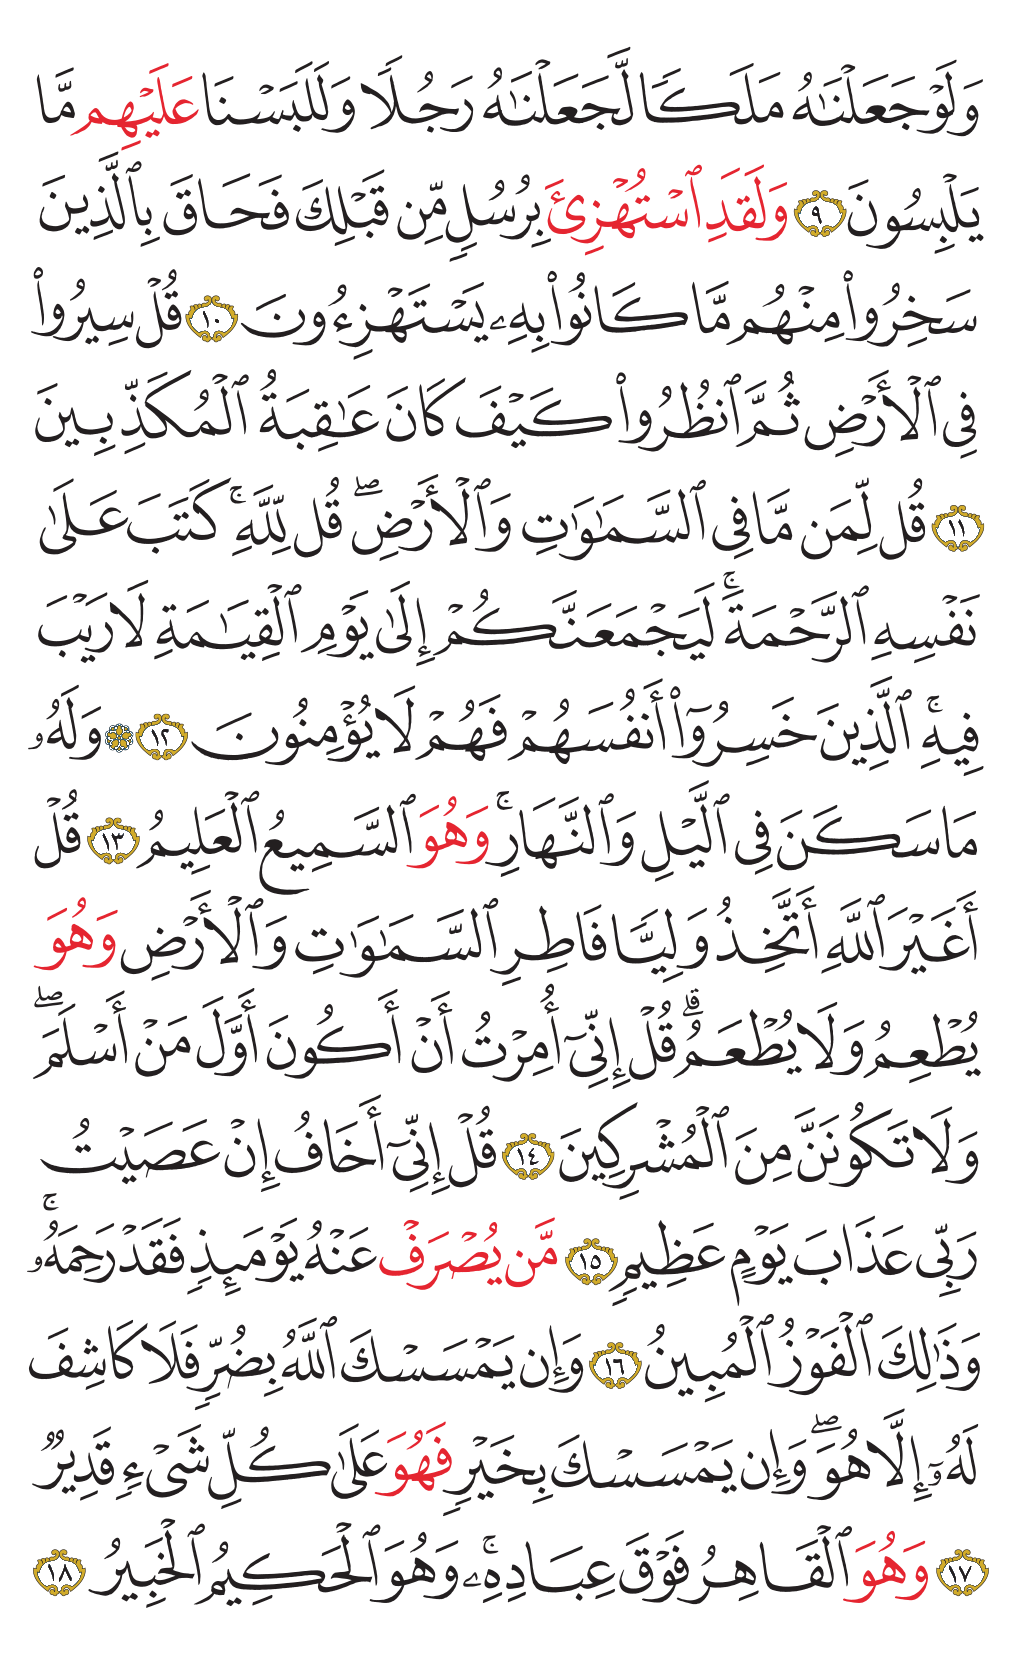 وَلَوۡ جَعَلۡنَٰهُ مَلَكٗا لَّجَعَلۡنَٰهُ رَجُلٗا وَلَلَبَسۡنَا عَلَيۡهِم مَّا
يَلۡبِسُونَ ٩ وَلَقَدِ ٱسۡتُهۡزِئَ بِرُسُلٖ مِّن قَبۡلِكَ فَحَاقَ بِٱلَّذِينَ
سَخِرُواْ مِنۡهُم مَّا كَانُواْ بِهِۦ يَسۡتَهۡزِءُونَ ١٠ قُلۡ سِيرُواْ
فِي ٱلۡأَرۡضِ ثُمَّ ٱنظُرُواْ كَيۡفَ كَانَ عَٰقِبَةُ ٱلۡمُكَذِّبِينَ
١١ قُل لِّمَن مَّا فِي ٱلسَّمَٰوَٰتِ وَٱلۡأَرۡضِۖ قُل لِّلَّهِۚ كَتَبَ عَلَىٰ
نَفۡسِهِ ٱلرَّحۡمَةَۚ لَيَجۡمَعَنَّكُمۡ إِلَىٰ يَوۡمِ ٱلۡقِيَٰمَةِ لَا رَيۡبَ
فِيهِۚ ٱلَّذِينَ خَسِرُوٓاْ أَنفُسَهُمۡ فَهُمۡ لَا يُؤۡمِنُونَ ١٢ وَلَهُۥ
مَا سَكَنَ فِي ٱلَّيۡلِ وَٱلنَّهَارِۚ وَهُوَ ٱلسَّمِيعُ ٱلۡعَلِيمُ ١٣ قُلۡ
أَغَيۡرَ ٱللَّهِ أَتَّخِذُ وَلِيّٗا فَاطِرِ ٱلسَّمَٰوَٰتِ وَٱلۡأَرۡضِ وَهُوَ
يُطۡعِمُ وَلَا يُطۡعَمُۗ قُلۡ إِنِّيٓ أُمِرۡتُ أَنۡ أَكُونَ أَوَّلَ مَنۡ أَسۡلَمَۖ
وَلَا تَكُونَنَّ مِنَ ٱلۡمُشۡرِكِينَ ١٤ قُلۡ إِنِّيٓ أَخَافُ إِنۡ عَصَيۡتُ
رَبِّي عَذَابَ يَوۡمٍ عَظِيمٖ ١٥ مَّن يُصۡرَفۡ عَنۡهُ يَوۡمَئِذٖ فَقَدۡ رَحِمَهُۥۚ
وَذَٰلِكَ ٱلۡفَوۡزُ ٱلۡمُبِينُ ١٦ وَإِن يَمۡسَسۡكَ ٱللَّهُ بِضُرّٖ فَلَا كَاشِفَ
لَهُۥٓ إِلَّا هُوَۖ وَإِن يَمۡسَسۡكَ بِخَيۡرٖ فَهُوَ عَلَىٰ كُلِّ شَيۡءٖ قَدِيرٞ
١٧ وَهُوَ ٱلۡقَاهِرُ فَوۡقَ عِبَادِهِۦۚ وَهُوَ ٱلۡحَكِيمُ ٱلۡخَبِيرُ ١٨